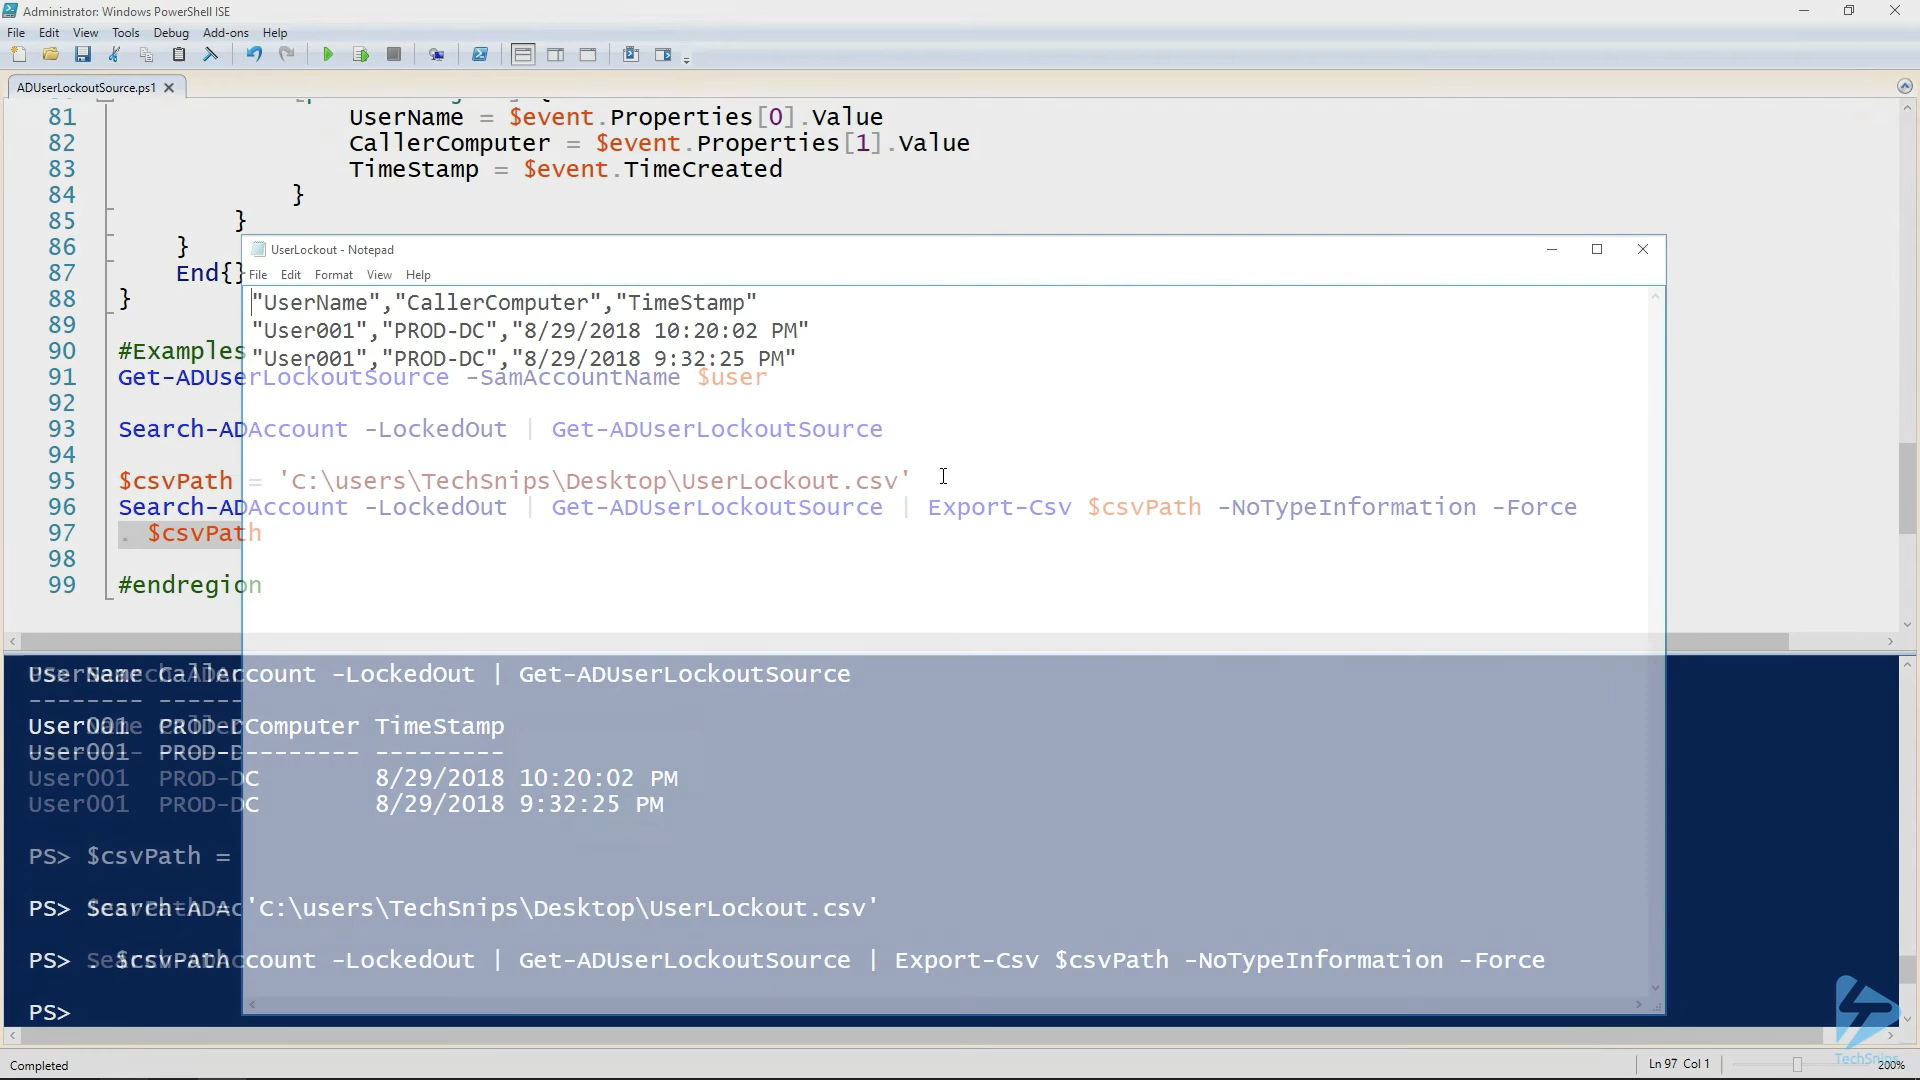 Administrator: Windows PowerShell ISE
File Edit View Tools Debug Add-ons Help
ADUserLockoutSource.ps1
81 UserName = $event.Properties[0].Value
82 CallerComputer = $event.Properties[1].Value
83 TimeStamp = $event.TimeCreated
84 }
85 }
86 }
87 End{}
88 }
89
90 #Examples
91 Get-ADUserLockoutSource -SamAccountName $user
92
93 Search-ADAccount -LockedOut | Get-ADUserLockoutSource
94
95 $csvPath = 'C:\users\TechSnips\Desktop\UserLockout.csv'
96 Search-ADAccount -LockedOut | Get-ADUserLockoutSource | Export-Csv $csvPath -NoTypeInformation -Force
97 . $csvPath
98
99 #endregion
UserLockout - Notepad
File Edit Format View Help
"UserName","CallerComputer","TimeStamp"
"User001","PROD-DC","8/29/2018 10:20:02 PM"
"User001","PROD-DC","8/29/2018 9:32:25 PM"
count -LockedOut | Get-ADUserLockoutSource
Computer TimeStamp
-------- ---------
User001 PROD-DC 8/29/2018 10:20:02 PM
User001 PROD-DC 8/29/2018 9:32:25 PM
PS> $csvPath =
PS> = 'C:\users\TechSnips\Desktop\UserLockout.csv'
PS> . $csvPath count -LockedOut | Get-ADUserLockoutSource | Export-Csv $csvPath -NoTypeInformation -Force
PS>
Completed
Ln 97 Col 1
200%
TechSnips